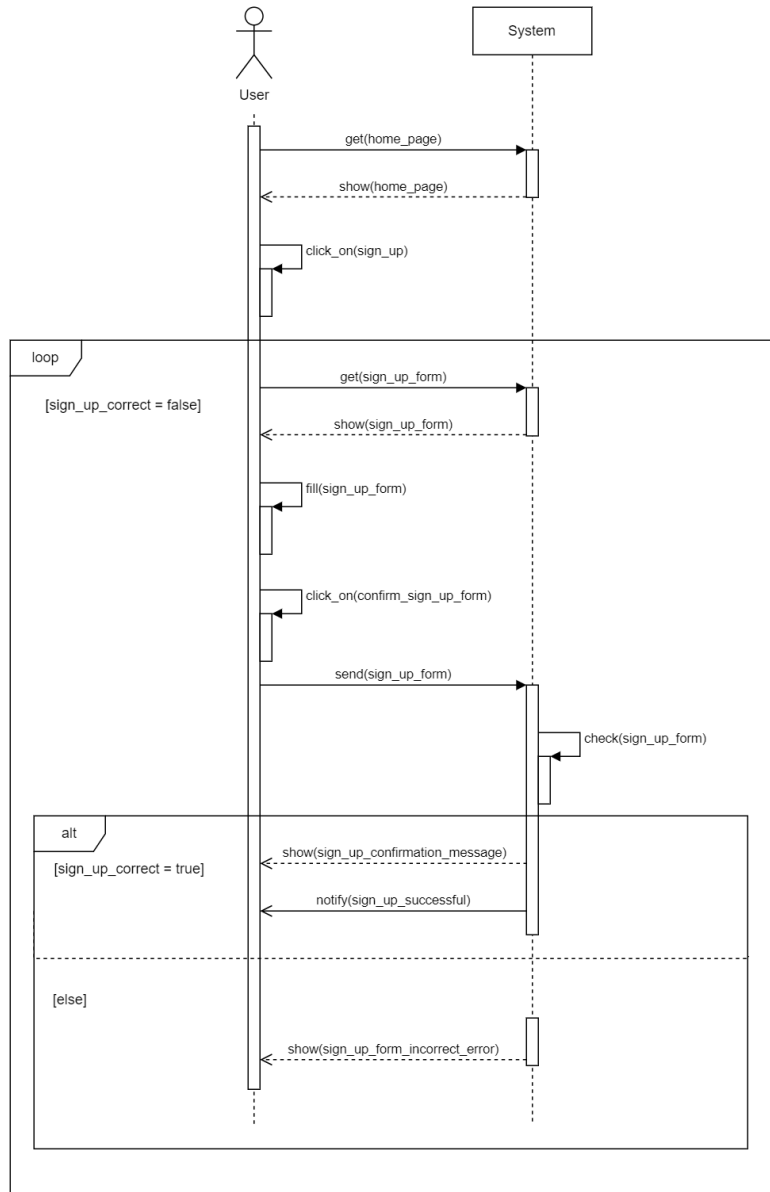 System
User
get(home_page)
show(home_page)
click_on(sign_up)
loop
get(sign_up_form)
[sign_up_correct = false]
show(sign_up_form)
fill(sign_up_form)
click_on(confirm_sign_up_form)
send(sign_up_form)
check(sign_up_form)
alt
show(sign_up_confirmation_message)
[sign_up_correct = true]
notify(sign_up_successful)
[else]
show(sign_up_form_incorrect_error)